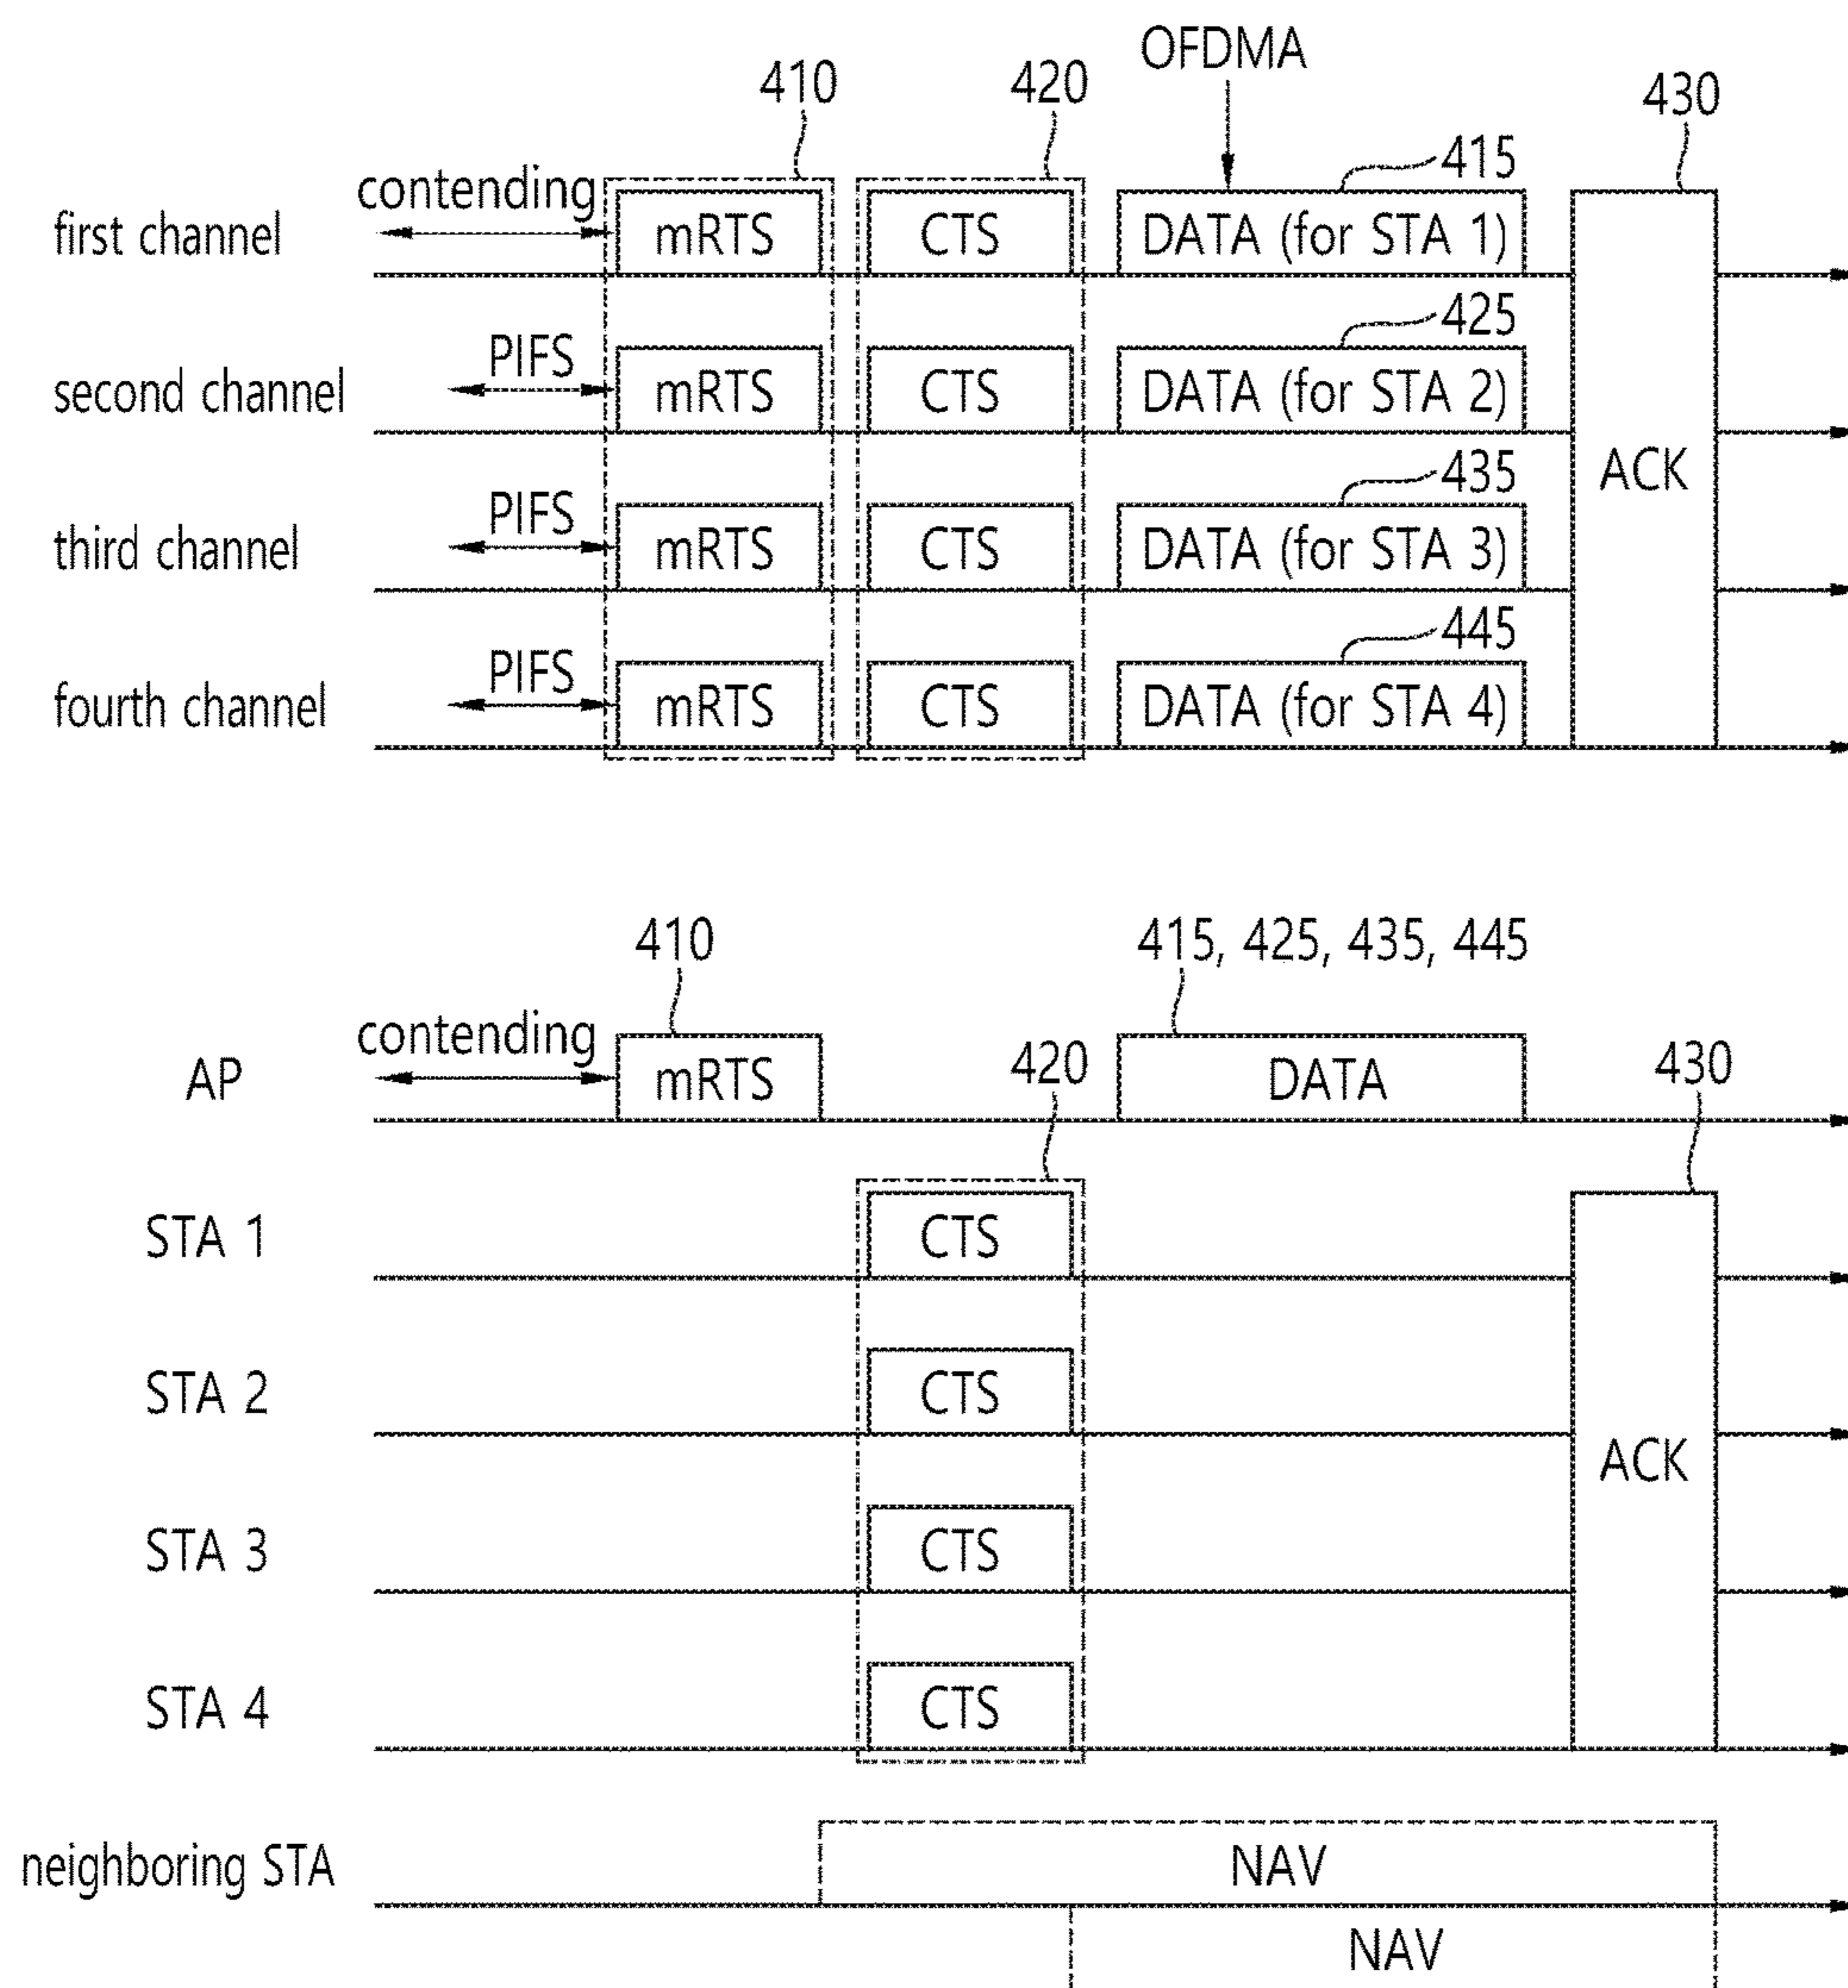 OFDMA
410
420
430
415
contending
first channel
mRTS
CTS
DATA (for STA 1)
425
PIFS
second channel
mRTS
CTS
DATA (for STA 2)
ACK
435
PIFS
third channel
mRTS
CTS
DATA (for STA 3)
445
PIFS
fourth channel
mRTS
CTS
DATA (for STA 4)
410
415, 425, 435, 445
contending
420
430
AP
mRTS
DATA
STA 1
CTS
STA 2
CTS
ACK
STA 3
CTS
STA 4
CTS
neighboring STA
NAV
NAV